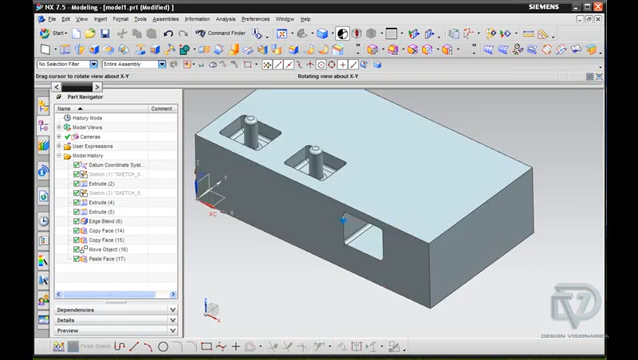 NX 7.5 - Modeling - [model1.prt (Modified) ]
SIEMENS
File Edit View Insert Format Tools Assemblies Information Analysis Preferences Window Help
Start
Command Finder
No Selection Filter
Entire Assembly
Drag cursor to rotate view about X-Y
Rotating view about X-Y
Part Navigator
Name
Comment
History Mode
Model Views
Cameras
User Expressions
Model History
Datum Coordinate Syst...
Sketch (1) "SKETCH_0...
Extrude (2)
Sketch (3) "SKETCH_0...
Extrude (4)
Extrude (5)
Edge Blend (6)
Copy Face (14)
Copy Face (15)
Move Object (16)
Paste Face (17)
Dependencies
Details
Preview
Finish Sketch
Z
Y
XC
X
DESIGN VISIONARIES